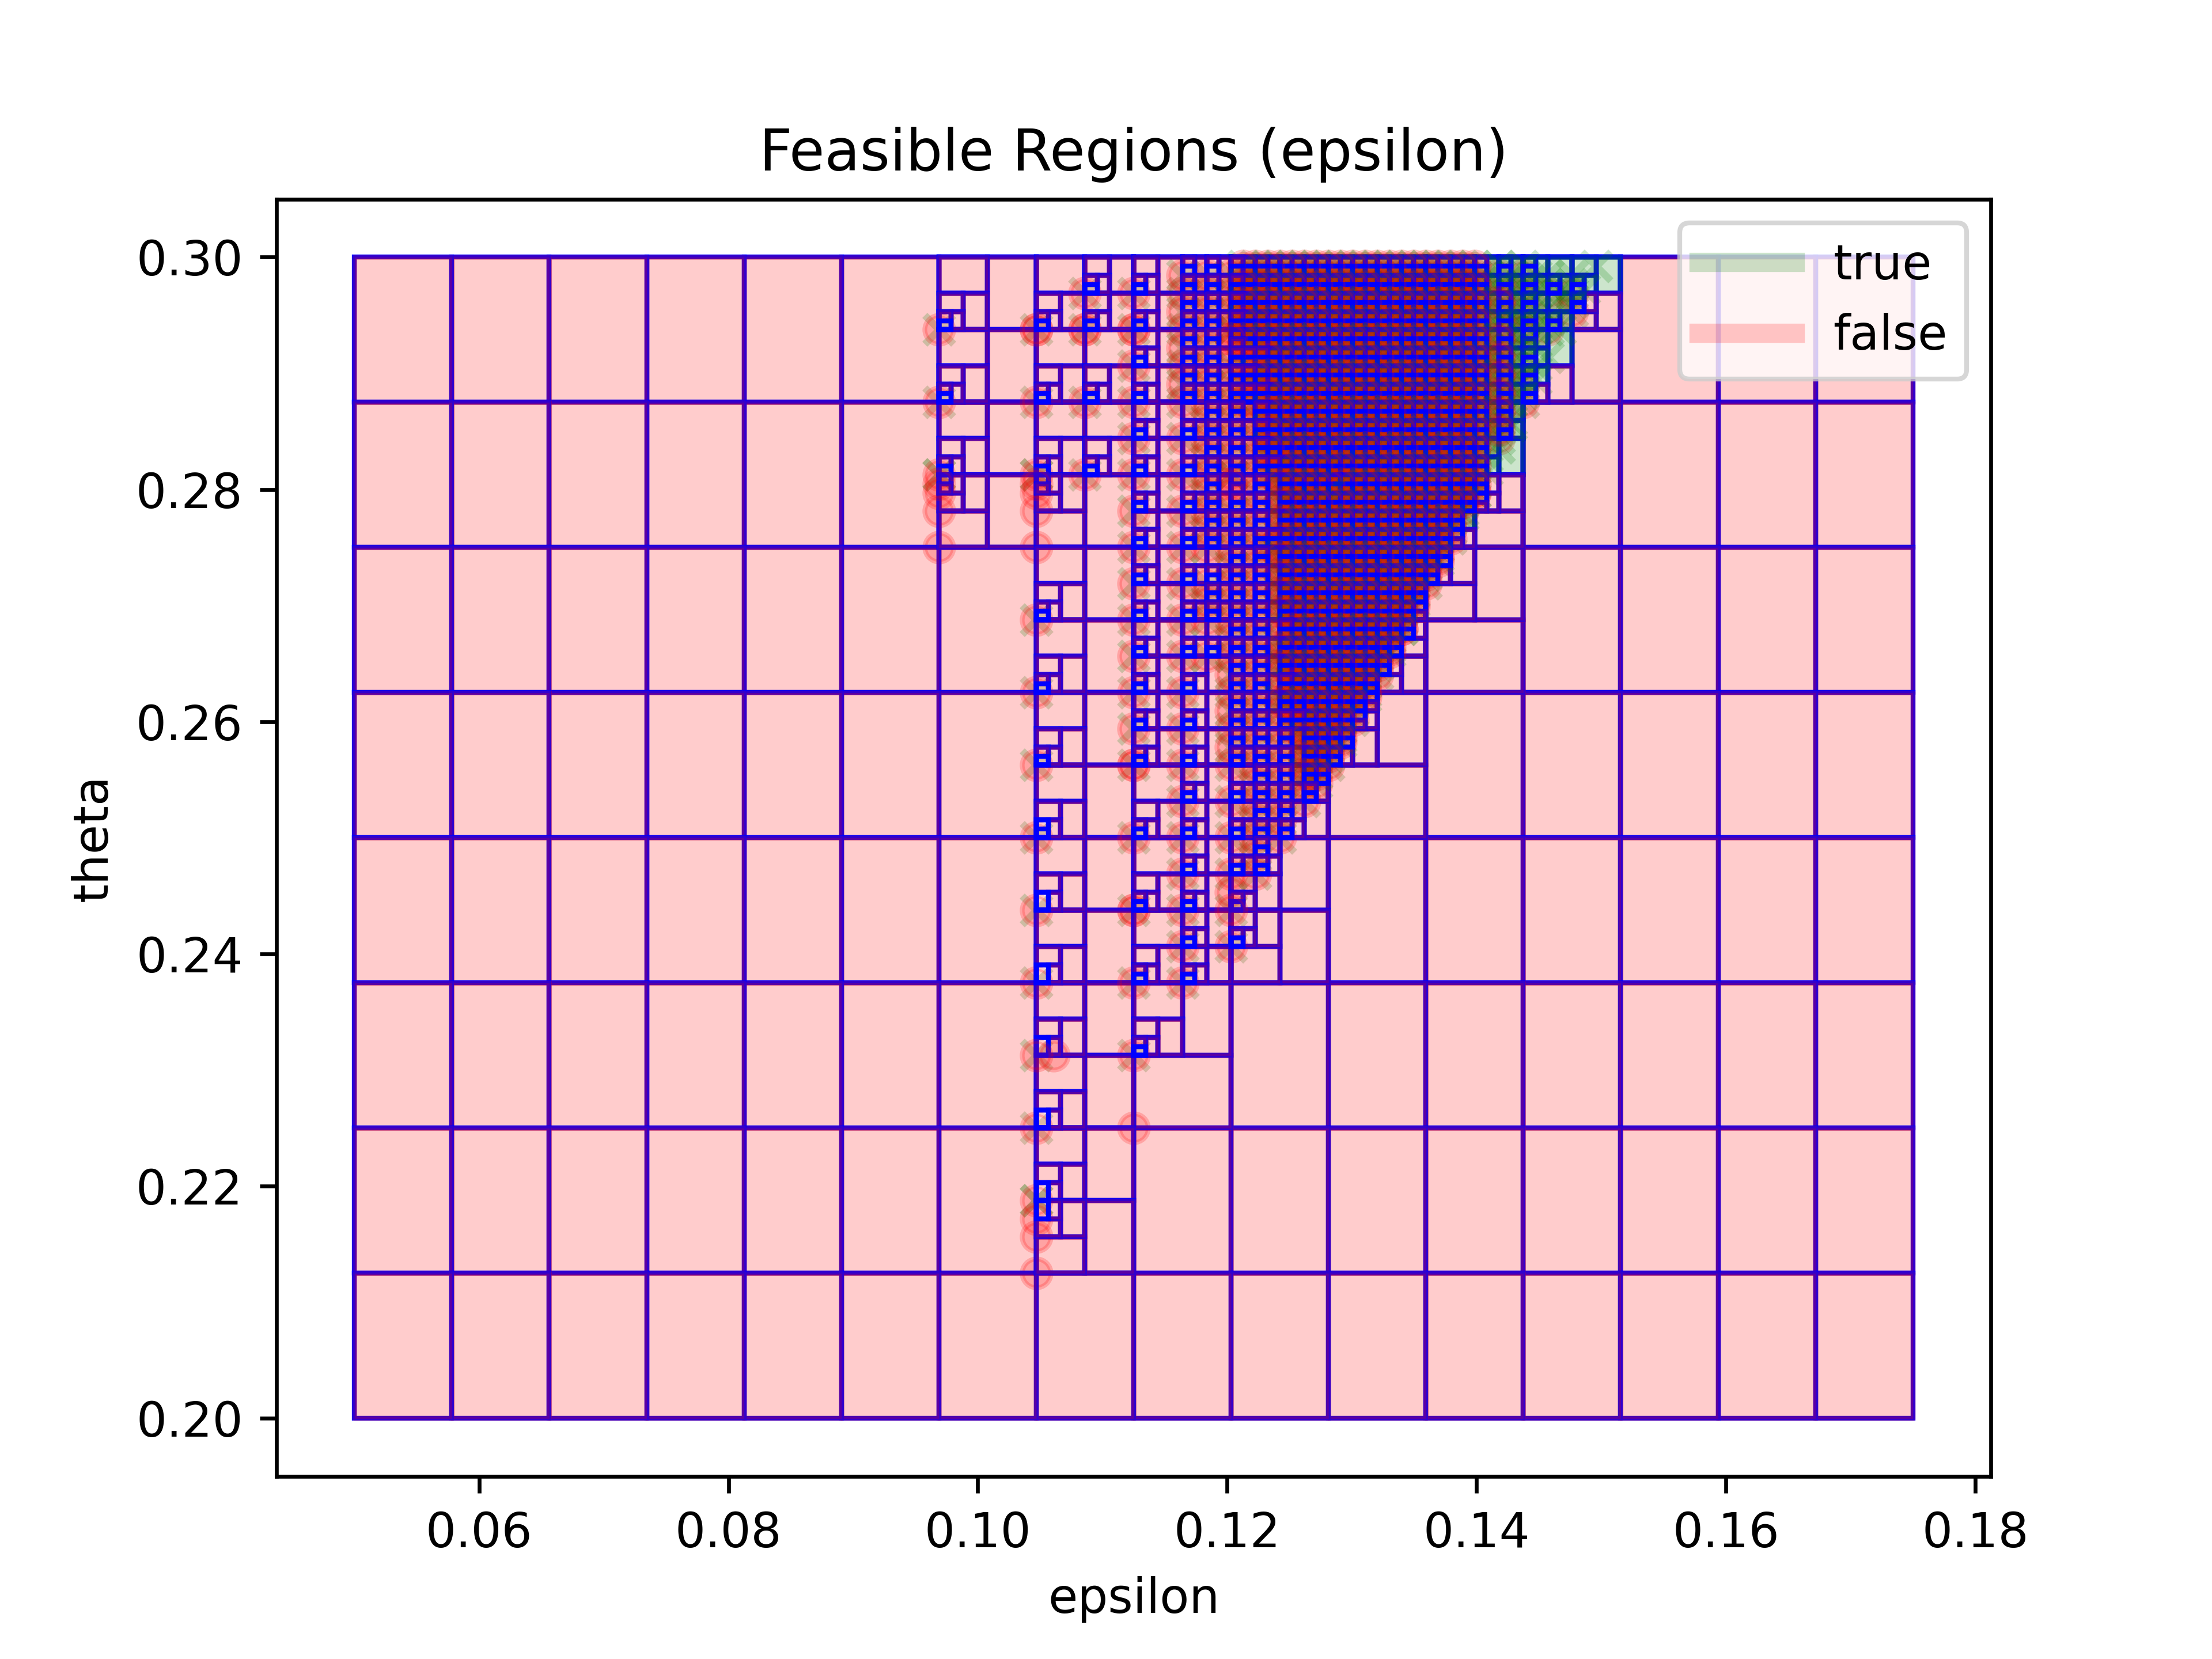 Feasible Regions (epsilon)
true
false
0.30
0.28
0.26
0.24
0.22
0.20
theta
0.06 0.08 0.10 0.12 0.14 0.16 0.18
epsilon